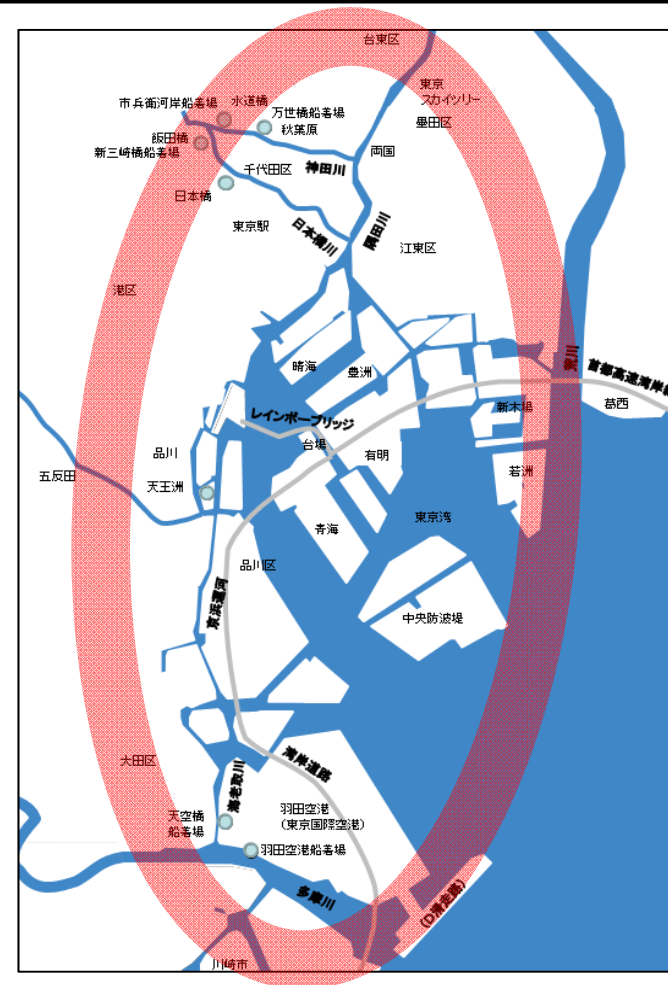 台東区
東京
スカイツリー
墨田区
市兵衛河岸船着場
水道橋
万世橋船着場
秋葉原
飯田橋
新三崎橋船着場
両国
千代田区
神田川
日本橋
東京駅
日本橋川
隅田川
江東区
港区
晴海
豊洲
荒川
首都高速湾岸線
葛西
新木場
レインボーブリッジ
台場
有明
品川
五反田
天王洲
若洲
青海
東京湾
品川区
京浜運河
中央防波堤
大田区
海老取川
湾岸道路
天空橋
船着場
羽田空港
(東京国際空港)
羽田空港船着場
多摩川
(D滑走路)
川崎市